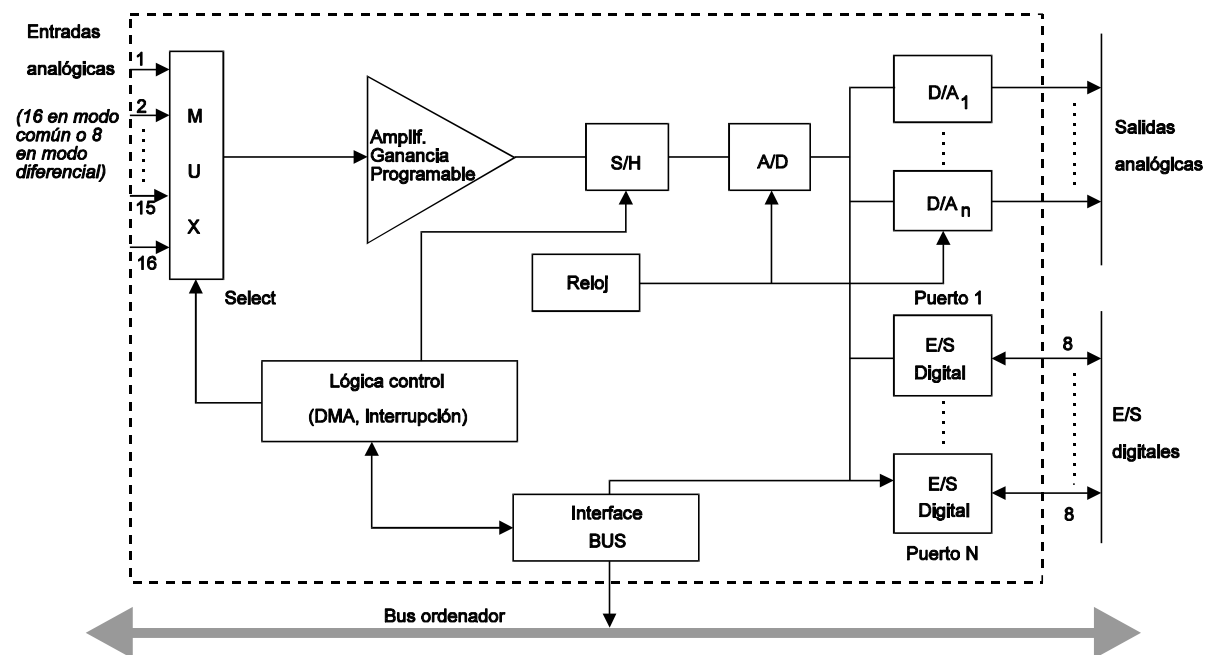 Entradas
analógicas
(16 en modo
común o 8
en modo
diferencial)
1
2
15
16
M
U
X
Select
Amplif.
Ganancia
Programable
S/H
A/D
Reloj
D/A1
D/An
Salidas
analógicas
Puerto 1
E/S
Digital
8
E/S
digitales
E/S
Digital
8
Puerto N
Lógica control
(DMA, Interrupción)
Interface
BUS
Bus ordenador